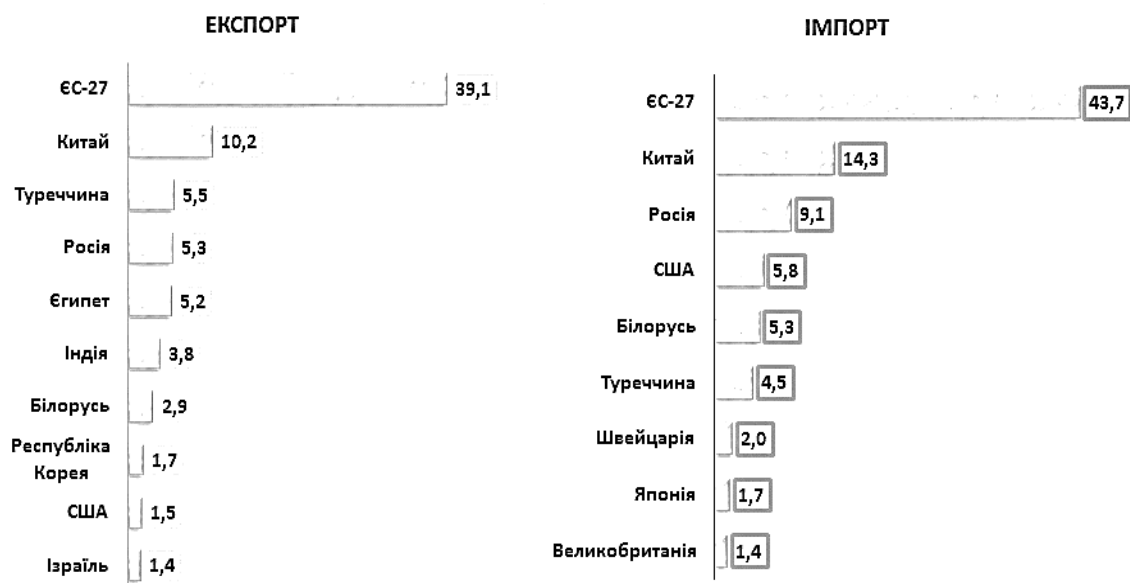 ЕКСПОРТ
ЄС-27 39,1
Китай 10,2
Туреччина 5,5
Росія 5,3
Єгипет 5,2
Індія 3,8
Білорусь 2,9
Республіка
Корея 1,7
США 1,5
Ізраїль 1,4
ІМПОРТ
ЄС-27 43,7
Китай 14,3
Росія 9,1
США 5,8
Білорусь 5,3
Туреччина 4,5
Швейцарія 2,0
Японія 1,7
Великобританія 1,4